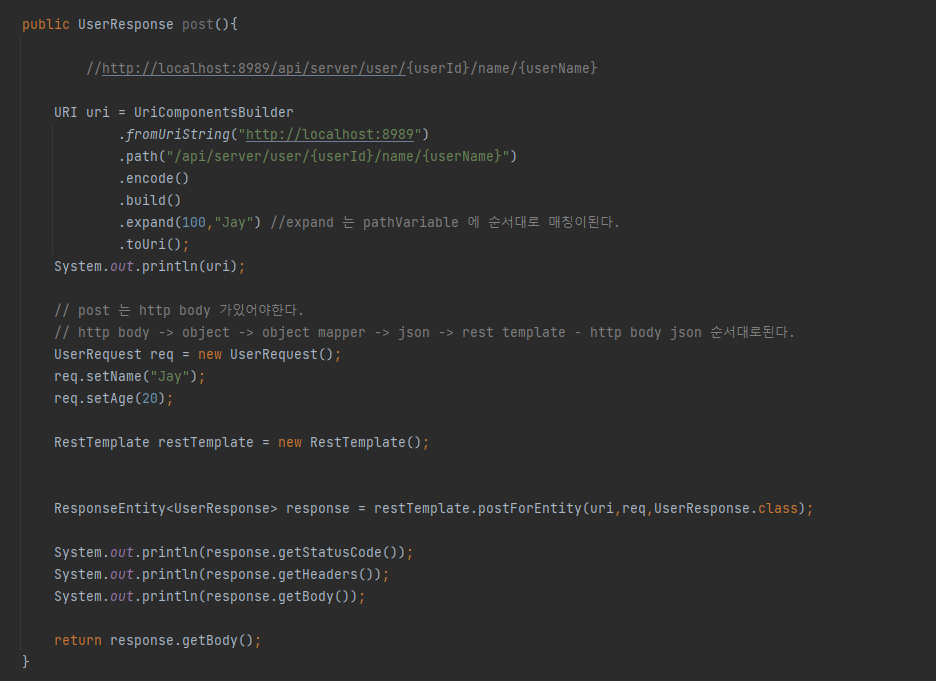 public UserResponse post(){
//http://localhost:8989/api/server/user/{userId}/name/{userName}
URI uri = UriComponentsBuilder
.fromUriString("http://localhost:8989")
.path("/api/server/user/{userId}/name/{userName}")
.encode()
.build()
.expand(100,"Jay") //expand 는 pathVariable 에 순서대로 매칭이된다.
.toUri();
System.out.println(uri);
// post 는 http body 가있어야한다.
// http body -> object -> object mapper -> json -> rest template - http body json 순서대로된다.
UserRequest req = new UserRequest();
req.setName("Jay");
req.setAge(20);
RestTemplate restTemplate = new RestTemplate();
ResponseEntity<UserResponse> response = restTemplate.postForEntity(uri,req,UserResponse.class);
System.out.println(response.getStatusCode());
System.out.println(response.getHeaders());
System.out.println(response.getBody());
return response.getBody();
}